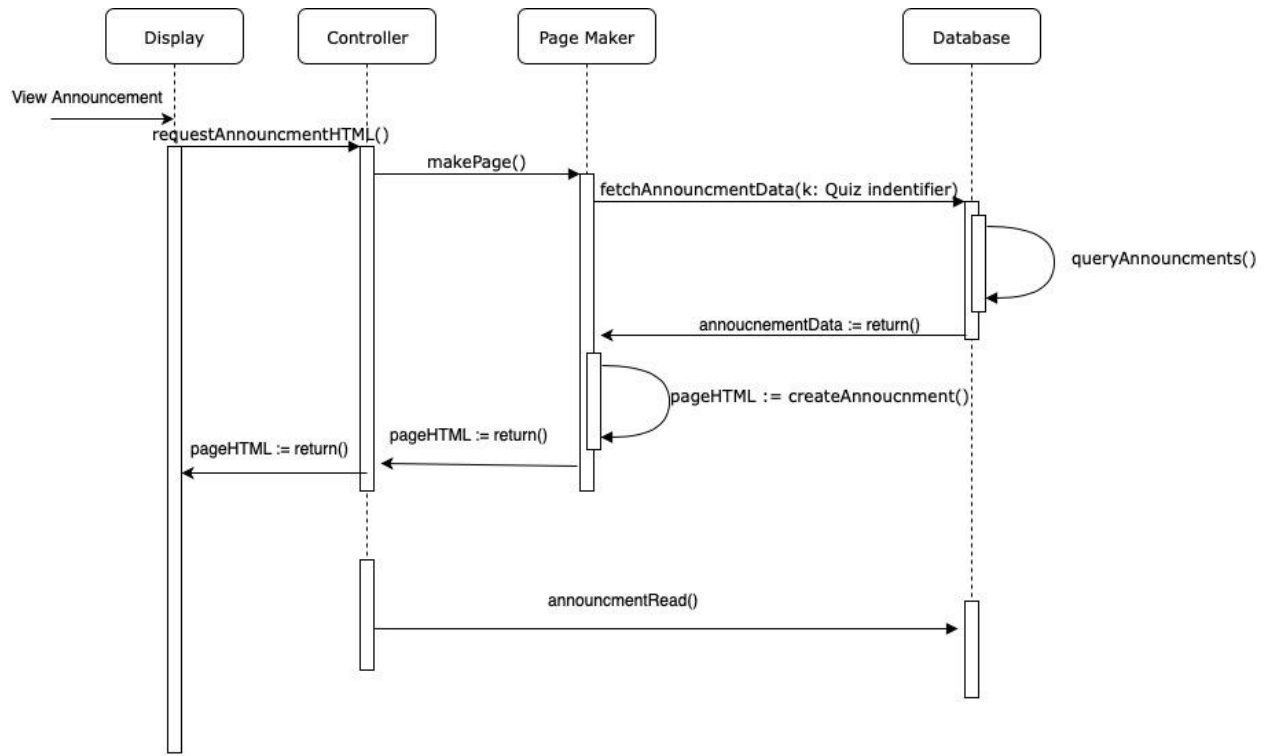 Display
Controller
Page Maker
Database
View Announcement
requestAnnouncmentHTML()
makePage()
fetchAnnouncmentData(k: Quiz indentifier)
queryAnnouncments()
annoucnementData := return()
pageHTML := createAnnoucnment()
pageHTML := return()
pageHTML := return()
announcmentRead()